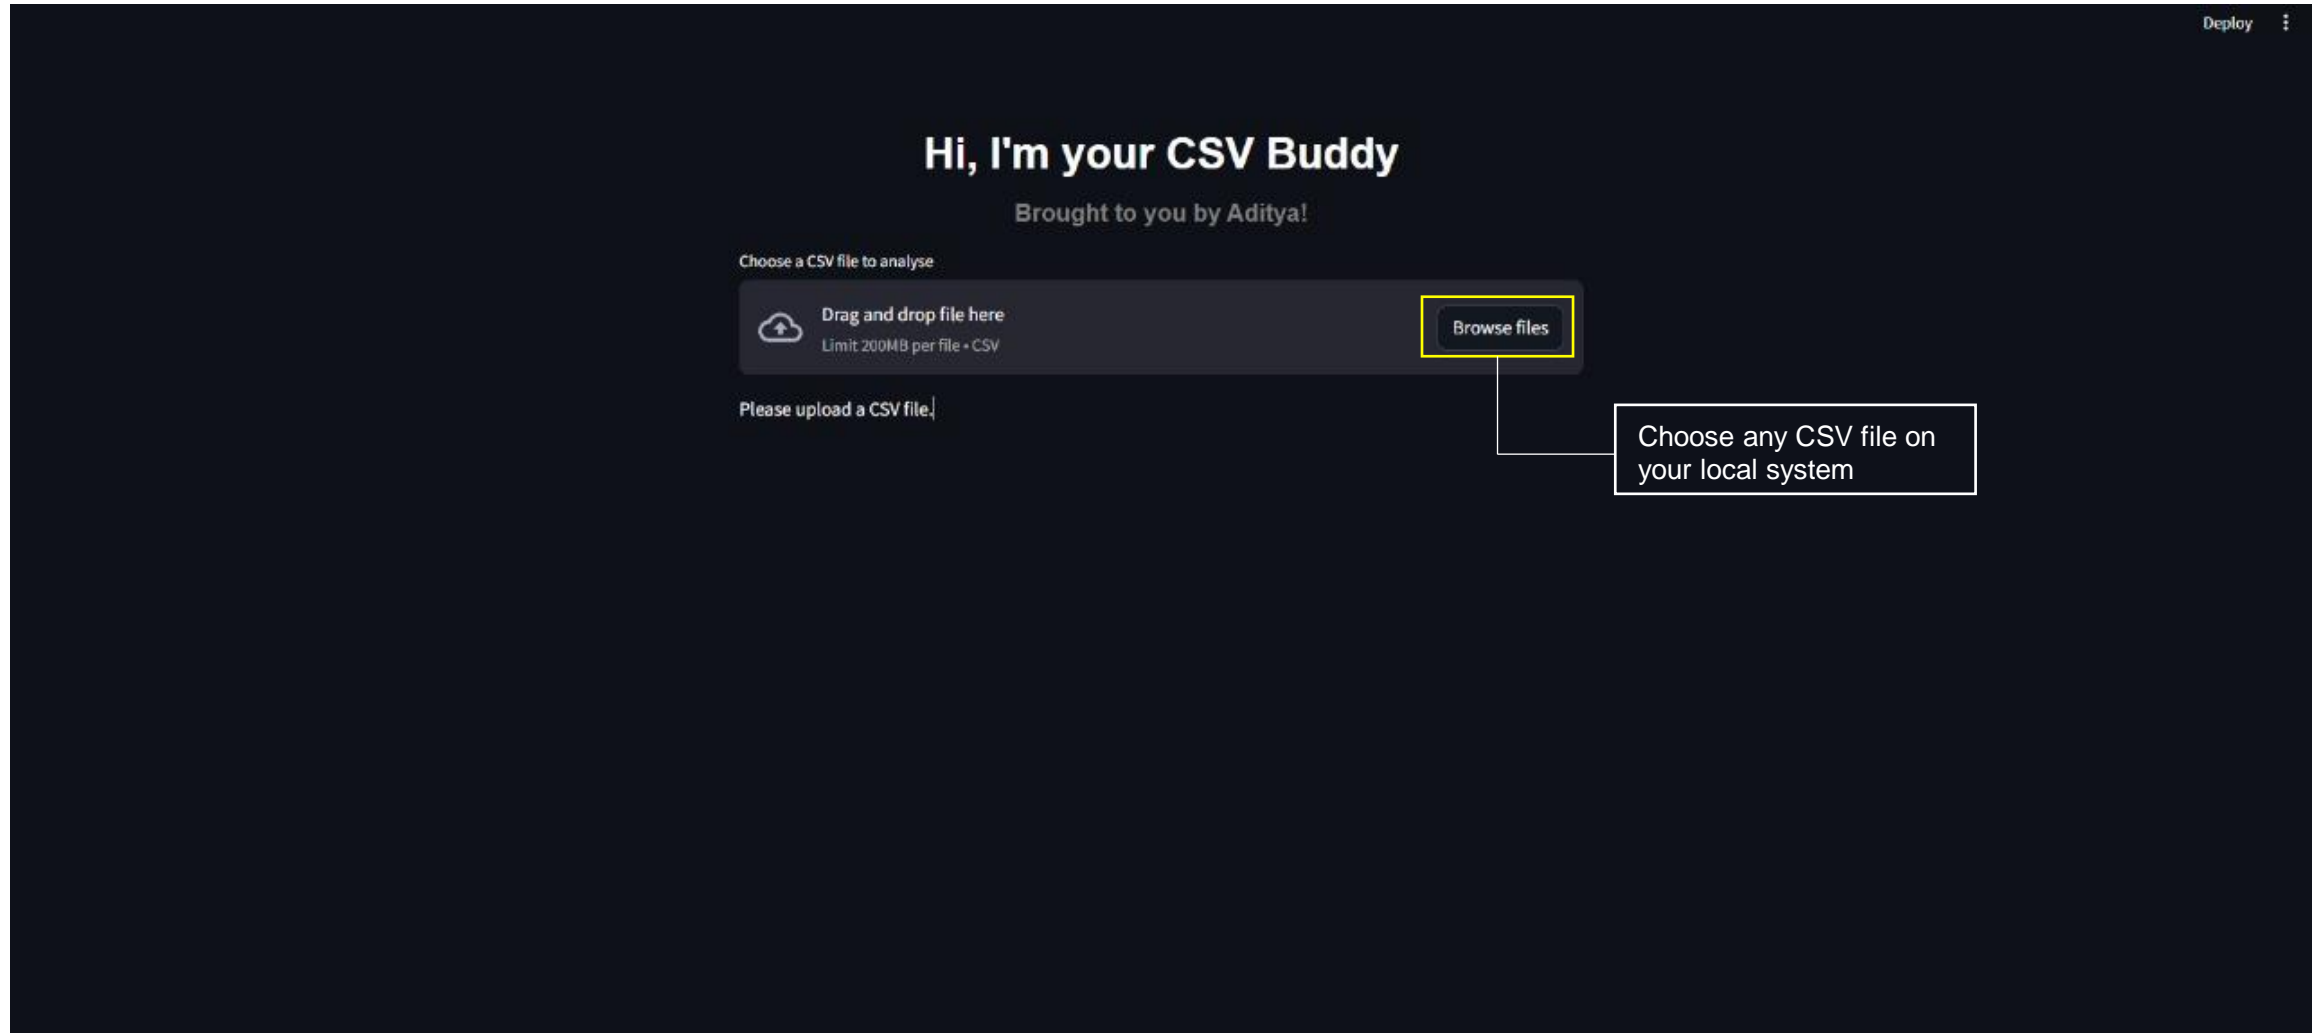 Deploy
Hi, I'm your CSV Buddy
Brought to you by Aditya!
Choose a CSV file to analyse
Drag and drop file here
Limit 200MB per file • CSV
Browse files
Please upload a CSV file.
Choose any CSV file on
your local system